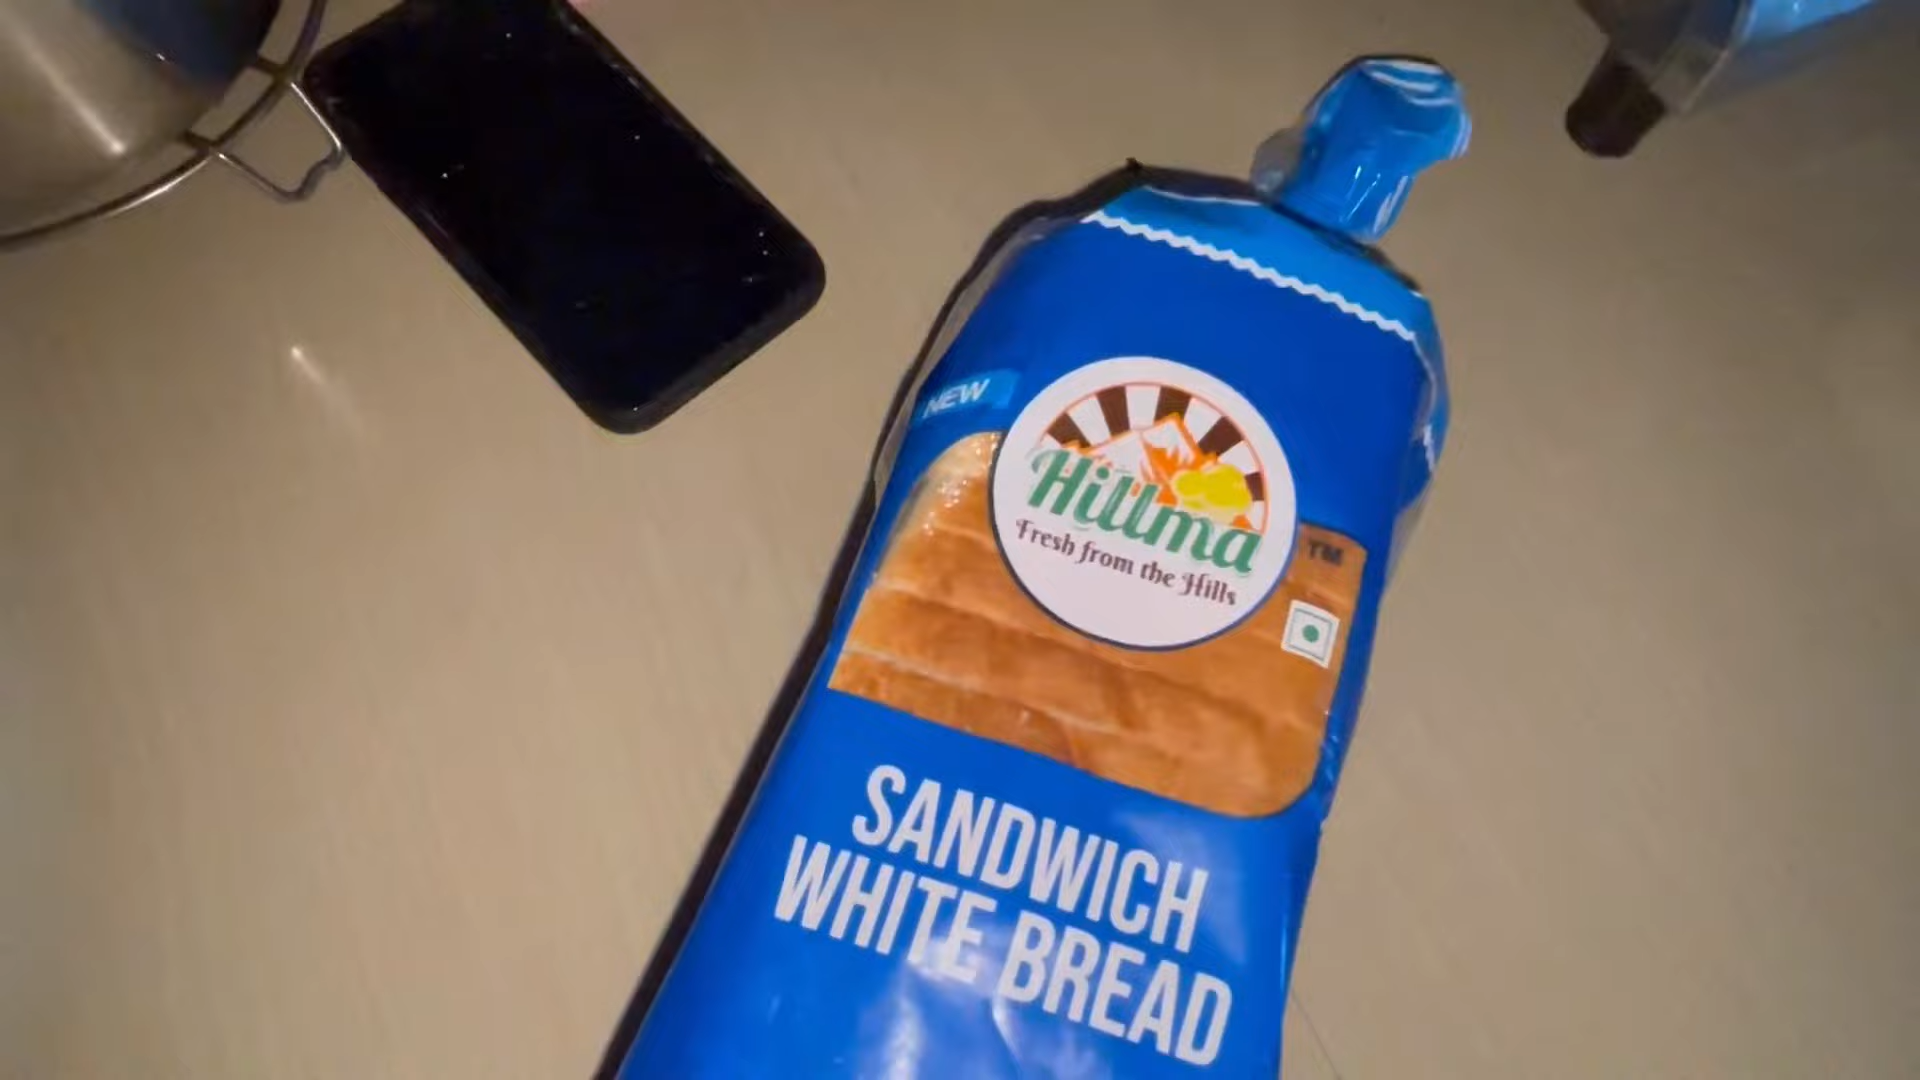 NEW
Hillma
Fresh from the Hills
TM
SANDWICH
WHITE BREAD